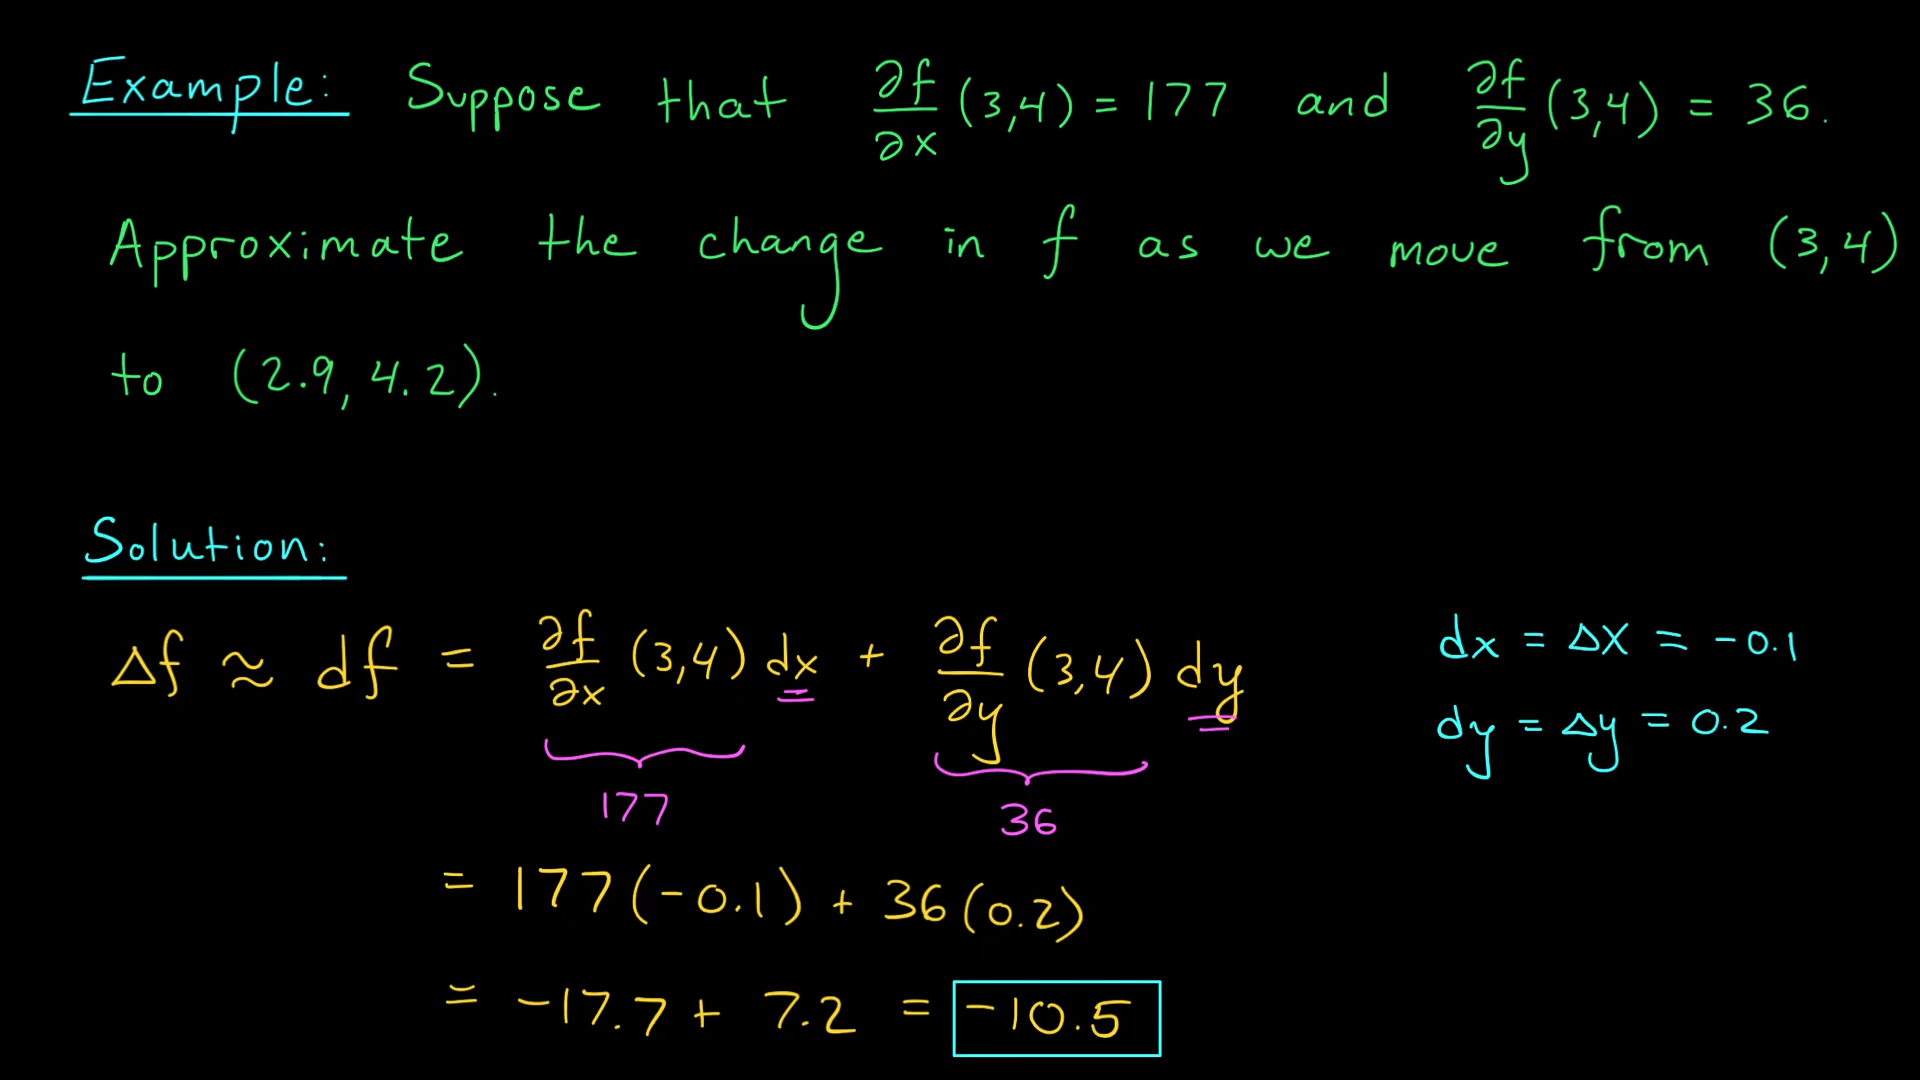 Example: Suppose that ∂f/∂x (3,4) = 177 and ∂f/∂y (3,4) = 36.
Approximate the change in f as we move from (3,4)
to (2.9, 4.2).
Solution:
Δf ≈ df = ∂f/∂x (3,4) dx + ∂f/∂y (3,4) dy
dx = Δx = -0.1
dy = Δy = 0.2
177
36
= 177(-0.1) + 36(0.2)
= -17.7 + 7.2 = -10.5